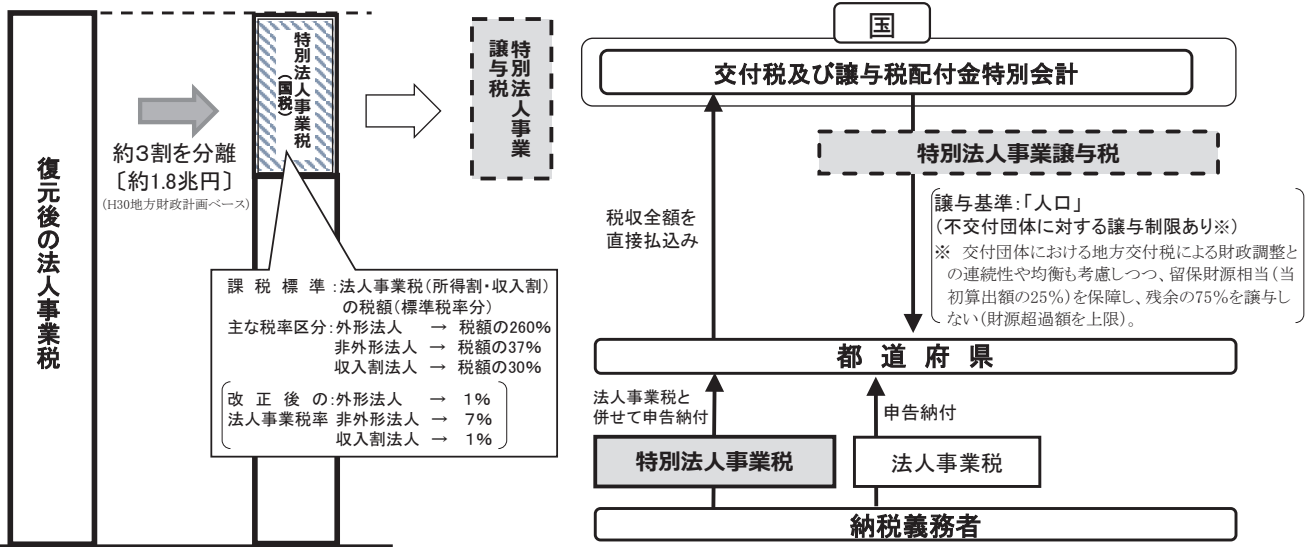 復元後の法人事業税
約3割を分離
〔約1.8兆円〕
(H30地方財政計画ベース)
特別法人事業税
(国税)
特別法人事業
譲与税
課税標準:法人事業税(所得割・収入割)
の税額(標準税率分)
主な税率区分:外形法人 → 税額の260%
非外形法人 → 税額の37%
収入割法人 → 税額の30%
改正後の:外形法人 → 1%
法人事業税率 非外形法人 → 7%
収入割法人 → 1%
国
交付税及び譲与税配付金特別会計
特別法人事業譲与税
税収全額を
直接払込み
譲与基準:「人口」
(不交付団体に対する譲与制限あり※)
※ 交付団体における地方交付税による財政調整と
の連続性や均衡も考慮しつつ、留保財源相当(当
初算出額の25%)を保障し、残余の75%を譲与し
ない(財源超過額を上限)。
都道府県
法人事業税と
併せて申告納付
申告納付
特別法人事業税
法人事業税
納税義務者